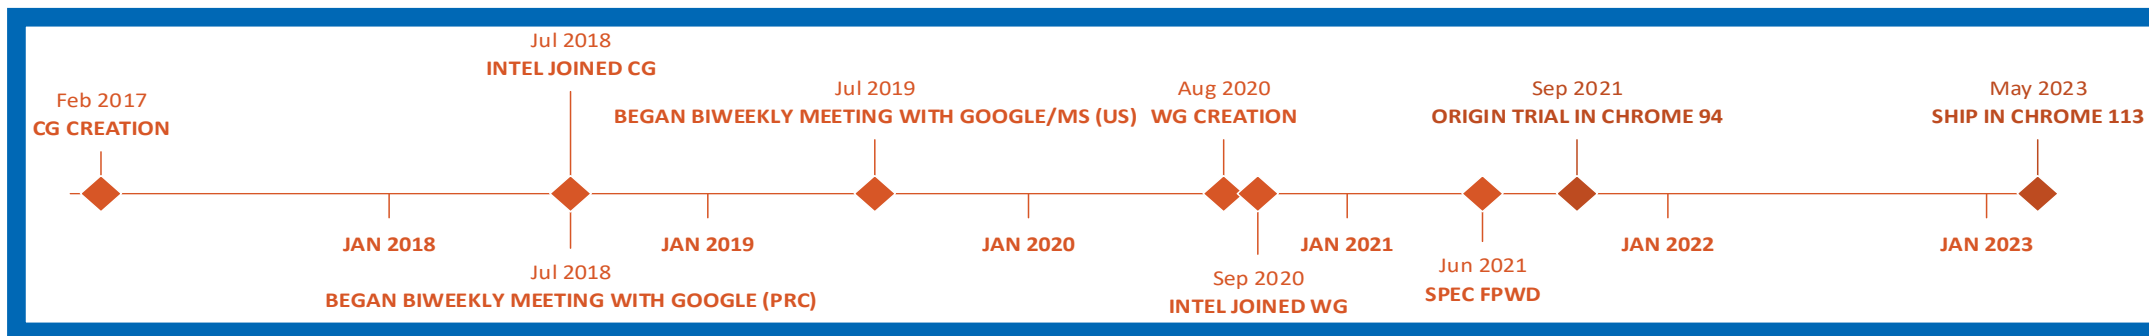 Jul 2018
INTEL JOINED CG
Feb 2017
CG CREATION
Jul 2019
BEGAN BIWEEKLY MEETING WITH GOOGLE/MS (US)
Aug 2020
WG CREATION
Sep 2021
ORIGIN TRIAL IN CHROME 94
May 2023
SHIP IN CHROME 113
JAN 2018
JAN 2019
JAN 2020
JAN 2021
JAN 2022
JAN 2023
Jul 2018
BEGAN BIWEEKLY MEETING WITH GOOGLE (PRC)
Sep 2020
INTEL JOINED WG
Jun 2021
SPEC FPWD